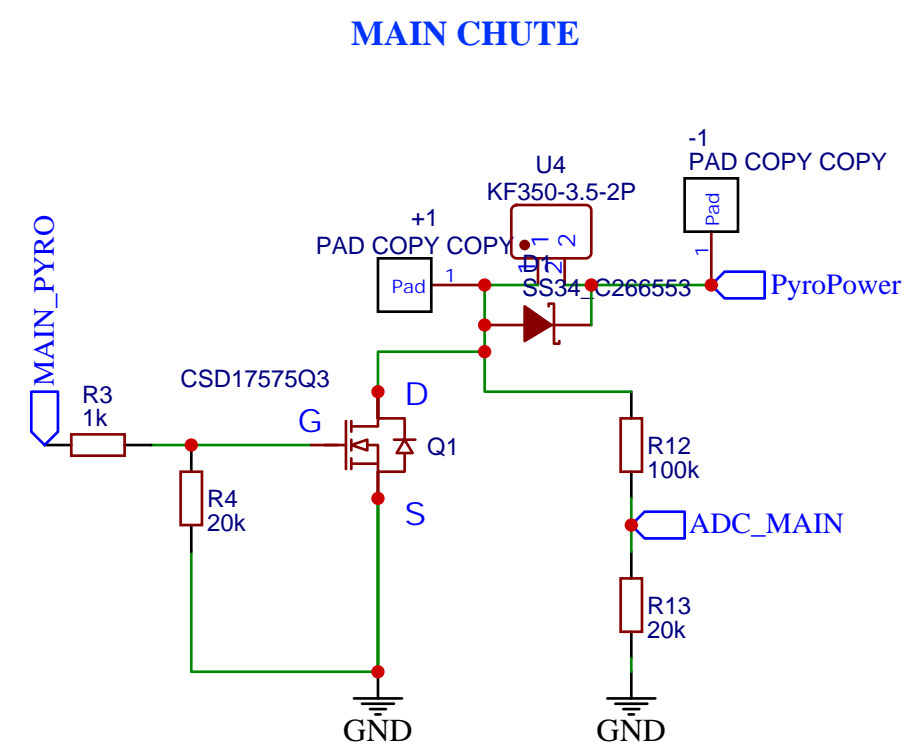 MAIN CHUTE
-1
PAD COPY COPY
Pad
1
U4
KF350-3.5-2P
1
2
1
2
+1
PAD COPY COPY
Pad
1
D1
SS34_C266553
PyroPower
MAIN_PYRO
R3
1k
CSD17575Q3
D
G
Q1
S
R4
20k
R12
100k
ADC_MAIN
R13
20k
GND
GND